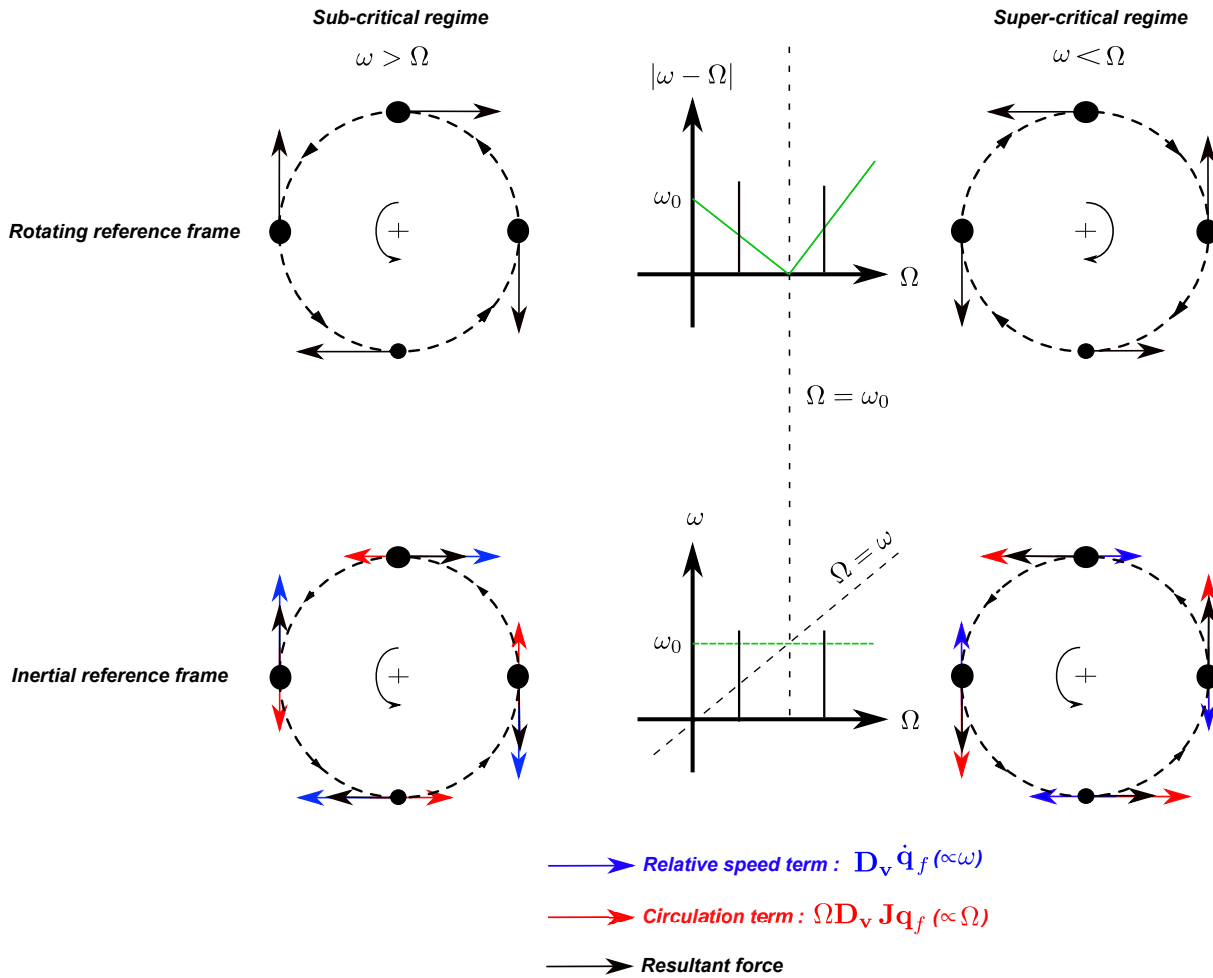 Sub-critical regime
ω > Ω
Super-critical regime
ω < Ω
|ω − Ω|
ω₀
Ω
Rotating reference frame
Ω = ω₀
ω
Ω = ω
ω₀
Ω
Inertial reference frame
Relative speed term : D_v q̇_f (∝ω)
Circulation term : ΩD_v Jq_f (∝Ω)
Resultant force